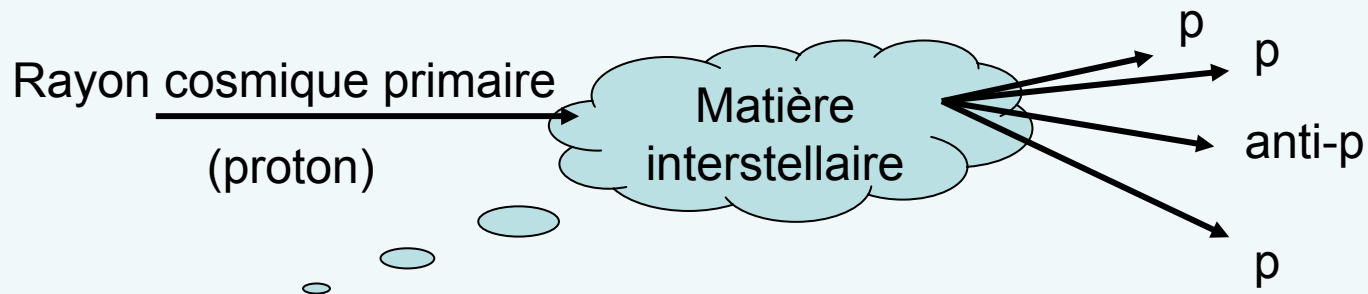 Rayon cosmique primaire
(proton)
Matière
interstellaire
p
p
anti-p
p